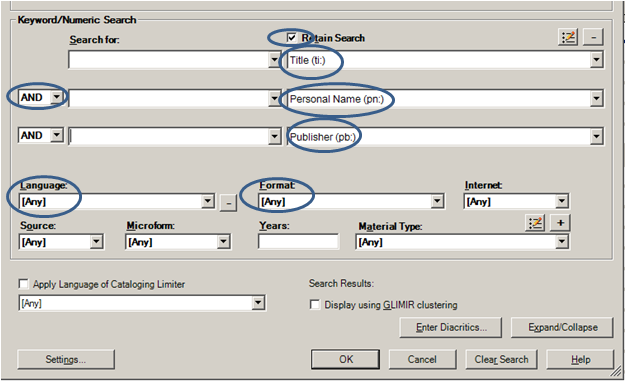 Keyword/Numeric Search
Search for: Retain Search
Title (ti:)
AND Personal Name (pn:)
AND Publisher (pb:)
Language: Format: Internet:
[Any] - [Any] [Any]
Source: Microform: Years: Material Type: +
[Any] [Any] [Any]
Apply Language of Cataloging Limiter Search Results:
[Any] Display using GLIMIR clustering
Enter Diacritics... Expand/Collapse
Settings... OK Cancel Clear Search Help